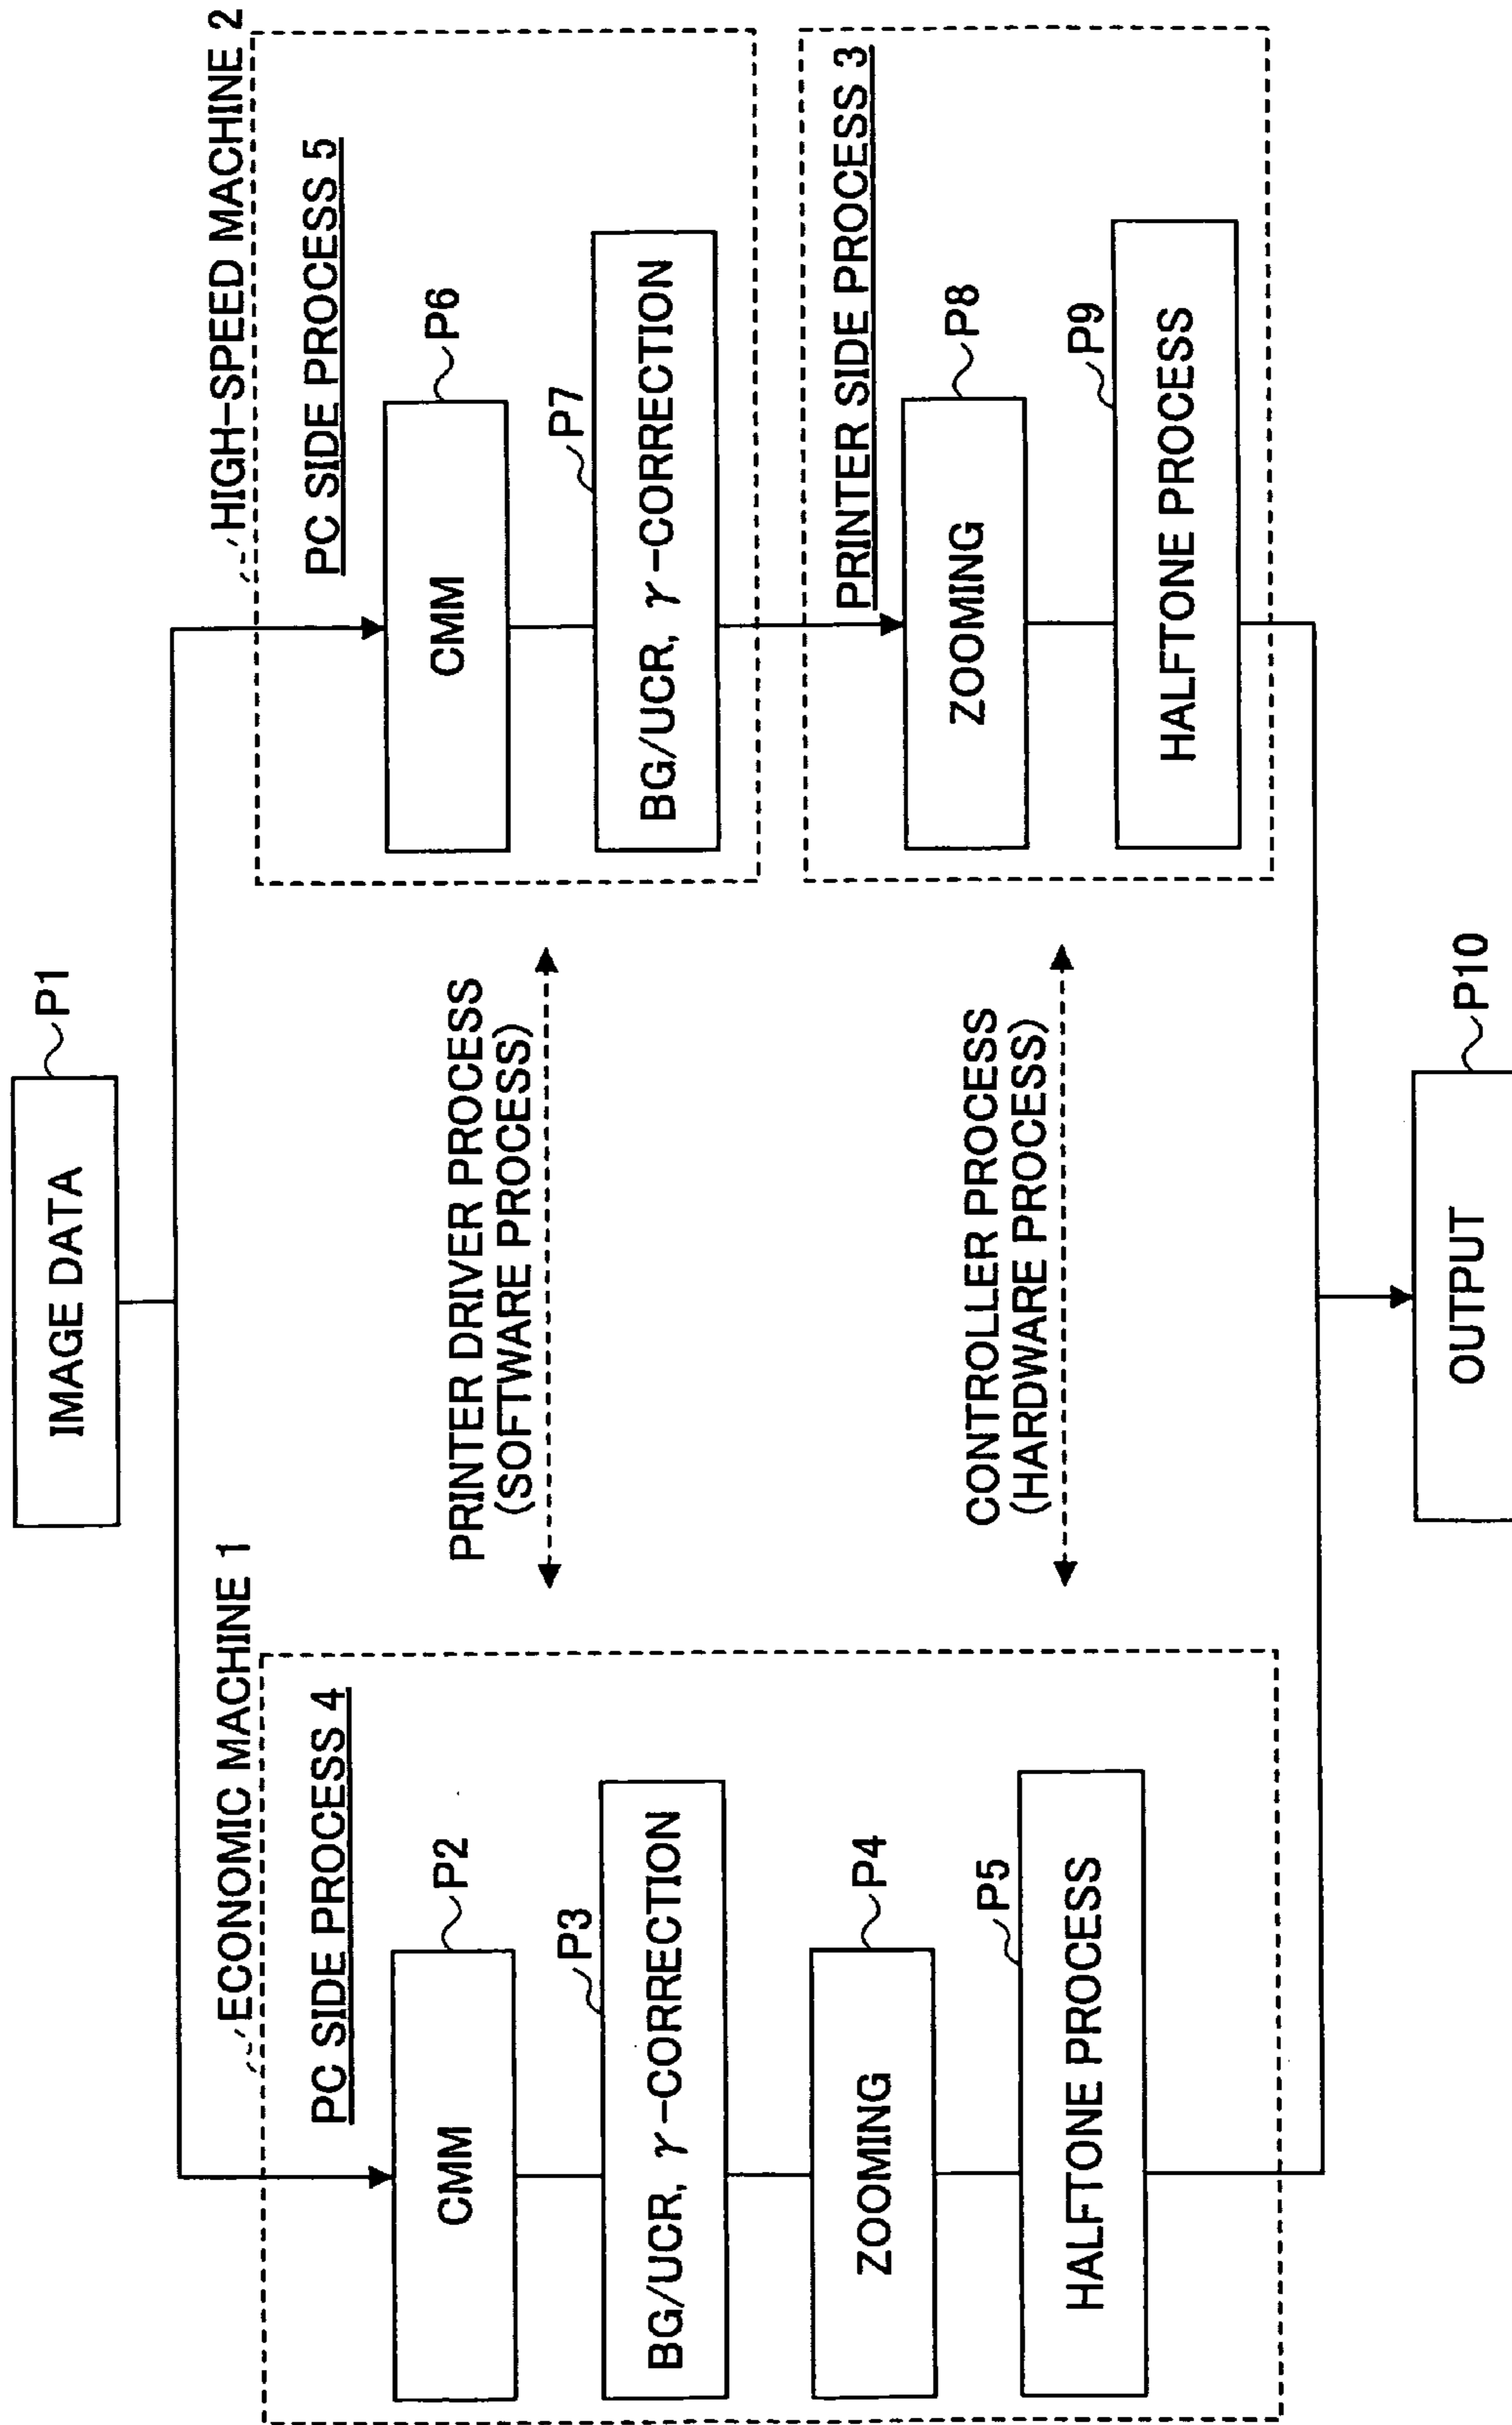 IMAGE DATA
P1
ECONOMIC MACHINE 1
PC SIDE PROCESS 4
CMM
P2
P3
BG/UCR, γ-CORRECTION
ZOOMING
P4
P5
HALFTONE PROCESS
PRINTER DRIVER PROCESS
(SOFTWARE PROCESS)
CONTROLLER PROCESS
(HARDWARE PROCESS)
HIGH-SPEED MACHINE 2
PC SIDE PROCESS 5
CMM
P6
P7
BG/UCR, γ-CORRECTION
PRINTER SIDE PROCESS 3
ZOOMING
P8
P9
HALFTONE PROCESS
OUTPUT
P10